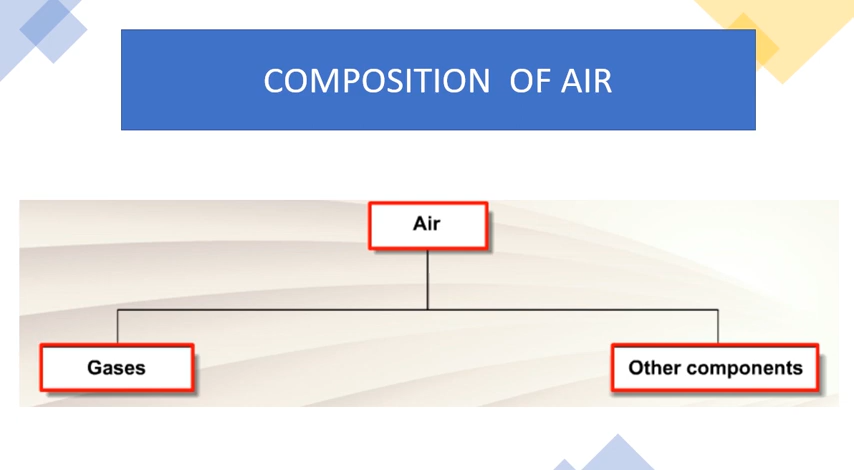 COMPOSITION OF AIR
Air
Gases
Other components